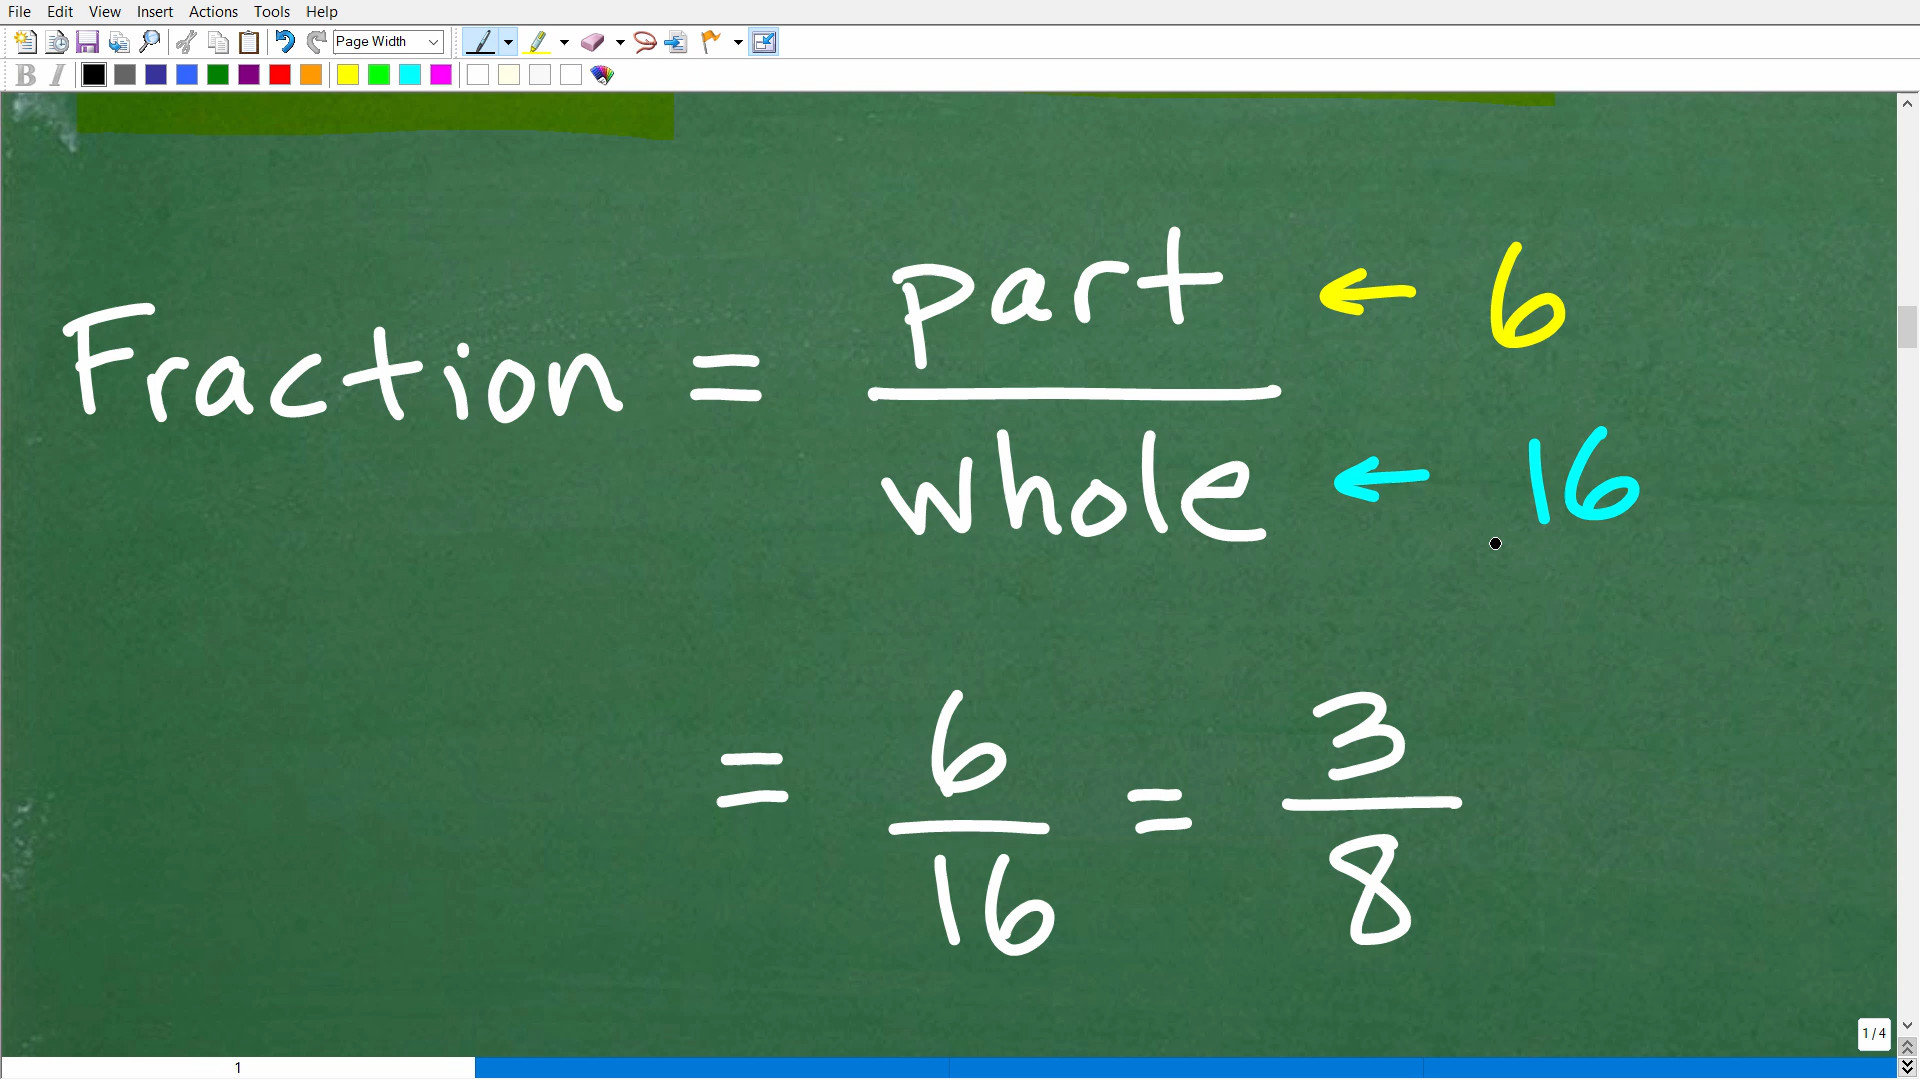 File Edit View Insert Actions Tools Help
Page Width
B I
part ← 6
Fraction =
whole ← 16
= 6/16 = 3/8
1 / 4
1